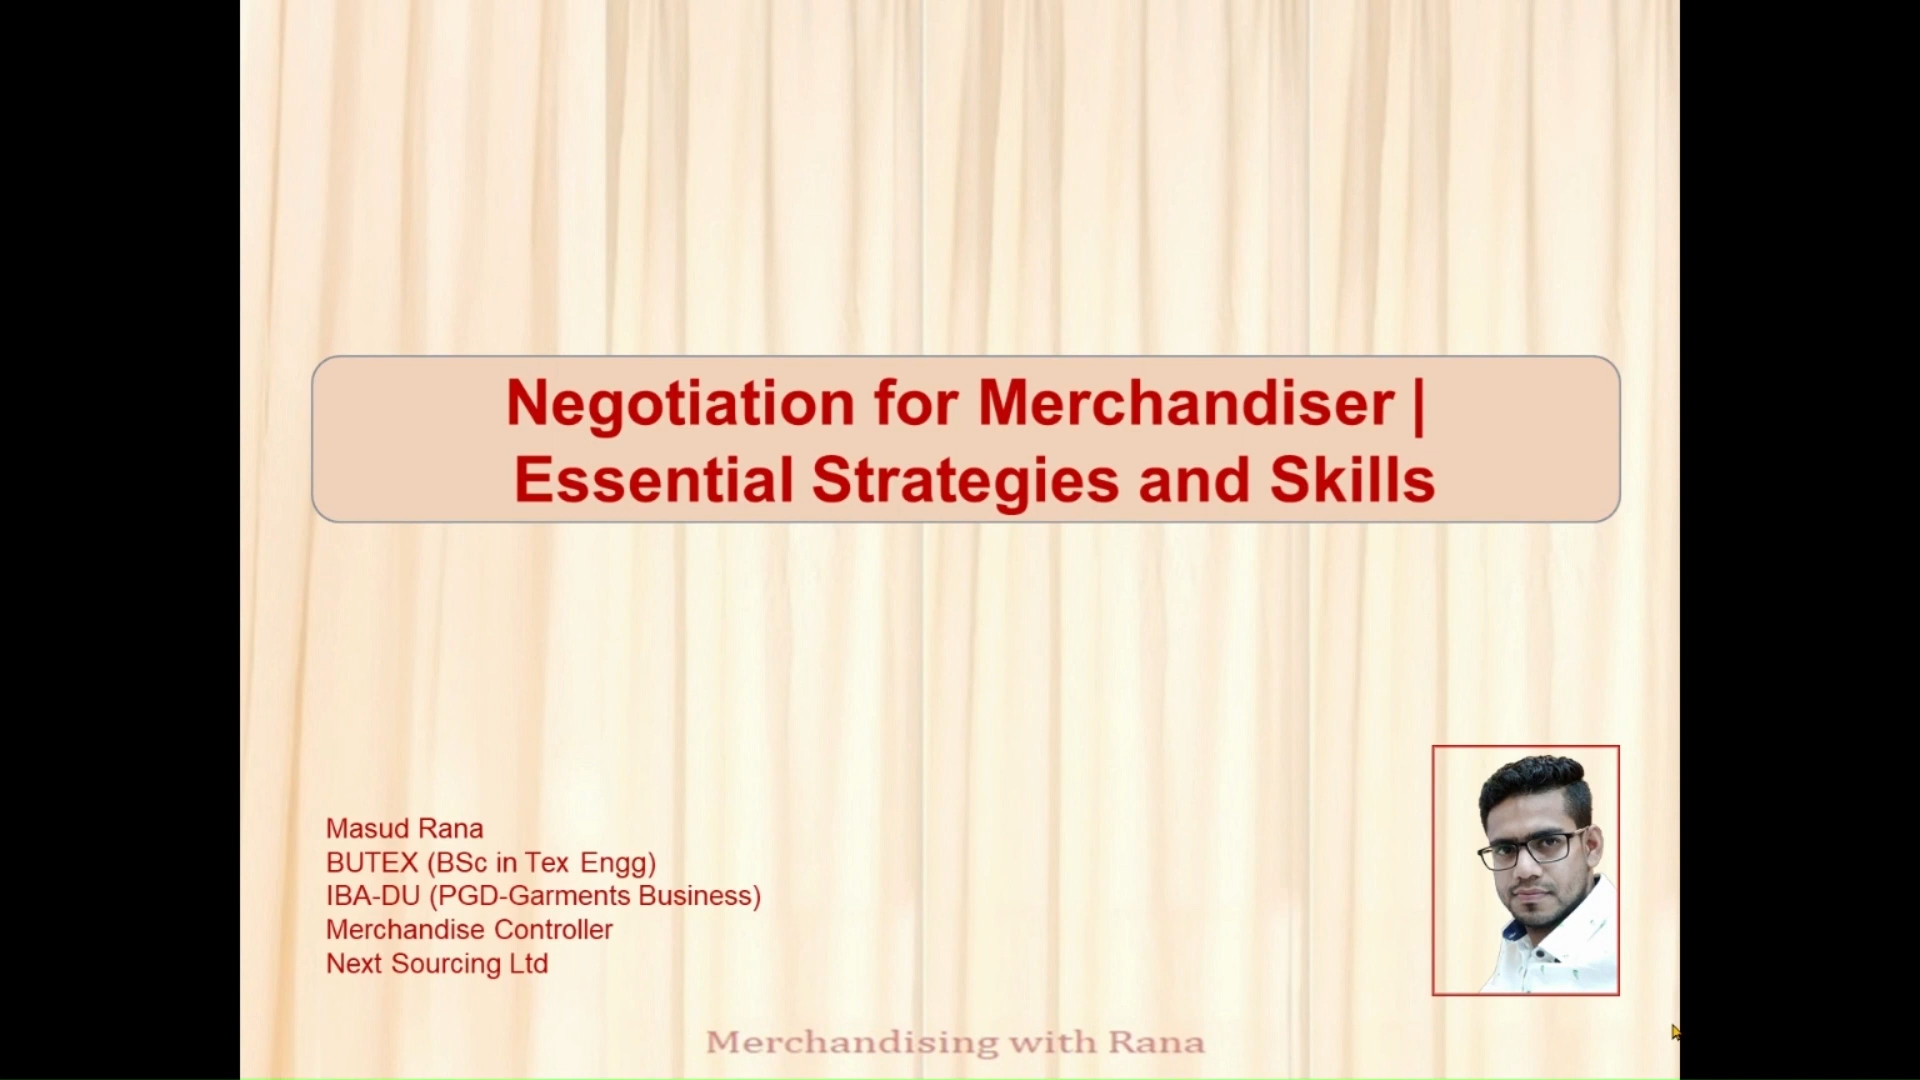 Negotiation for Merchandiser |
Essential Strategies and Skills
Masud Rana
BUTEX (BSc in Tex Engg)
IBA-DU (PGD-Garments Business)
Merchandise Controller
Next Sourcing Ltd
Merchandising with Rana